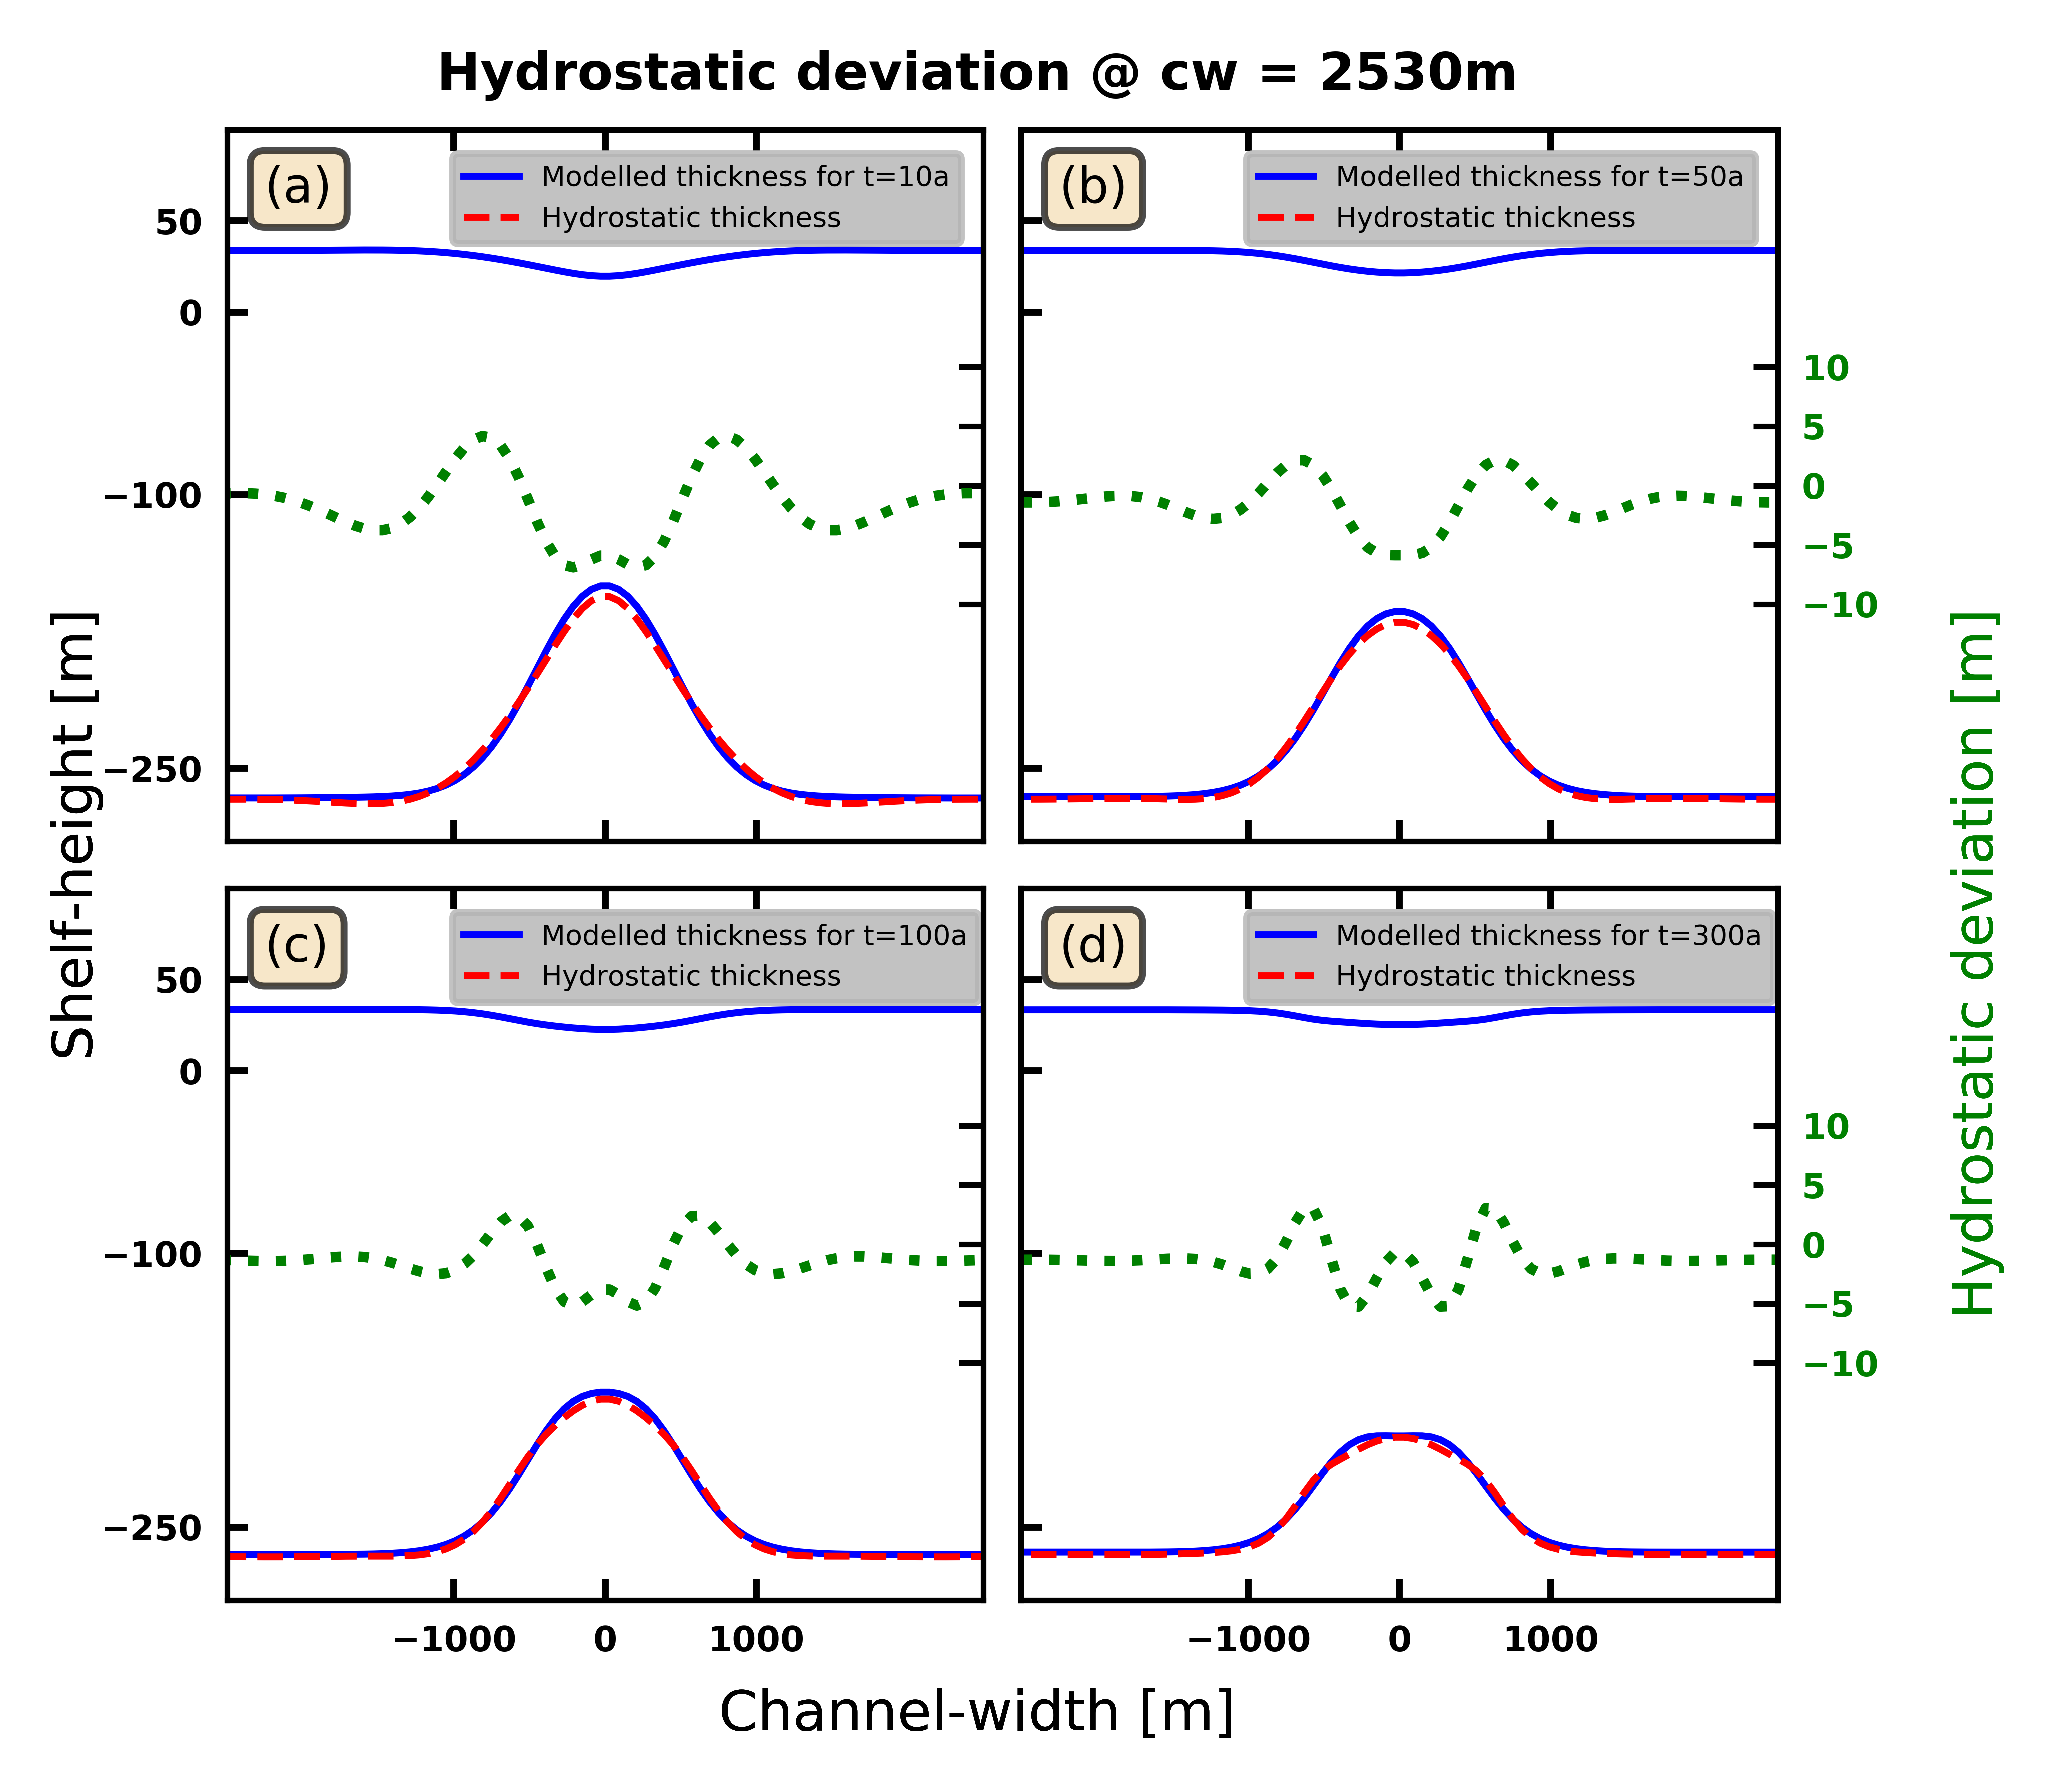 Hydrostatic deviation @ cw = 2530m
(a)
Modelled thickness for t=10a
Hydrostatic thickness
(b)
Modelled thickness for t=50a
Hydrostatic thickness
50
0
−100
−250
10
5
0
−5
−10
Shelf-height [m]
Hydrostatic deviation [m]
(c)
Modelled thickness for t=100a
Hydrostatic thickness
(d)
Modelled thickness for t=300a
Hydrostatic thickness
50
0
−100
−250
10
5
0
−5
−10
−1000 0 1000
−1000 0 1000
Channel-width [m]